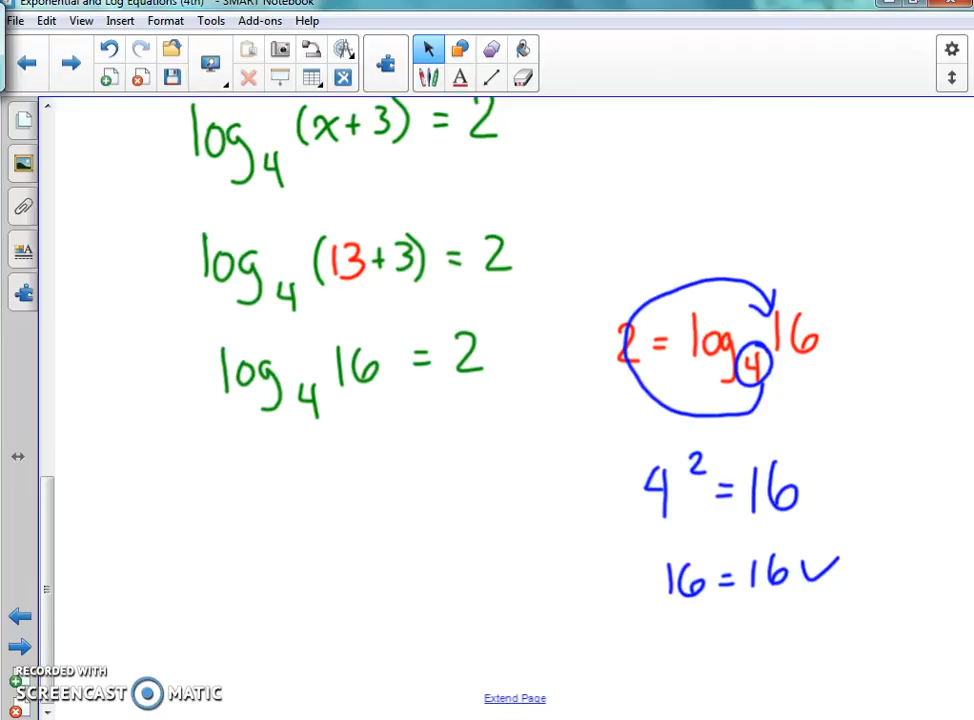 Exponential and Log Equations (4th) - SMART Notebook
File Edit View Insert Format Tools Add-ons Help
log₄ (x+3) = 2
log₄ (13+3) = 2
log₄ 16 = 2
2 = log₄ 16
4² = 16
16 = 16 ✓
RECORDED WITH
SCREENCAST MATIC
Extend Page